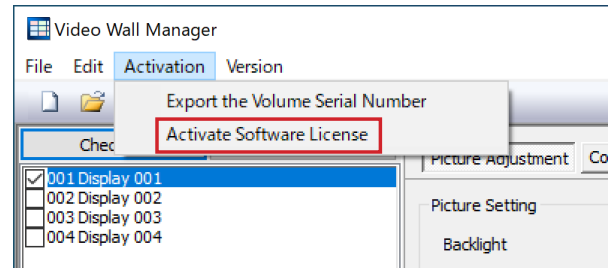 Video Wall Manager
File Edit Activation Version
Export the Volume Serial Number
Activate Software License
Picture Adjustment
001 Display 001
002 Display 002
003 Display 003
004 Display 004
Picture Setting
Backlight